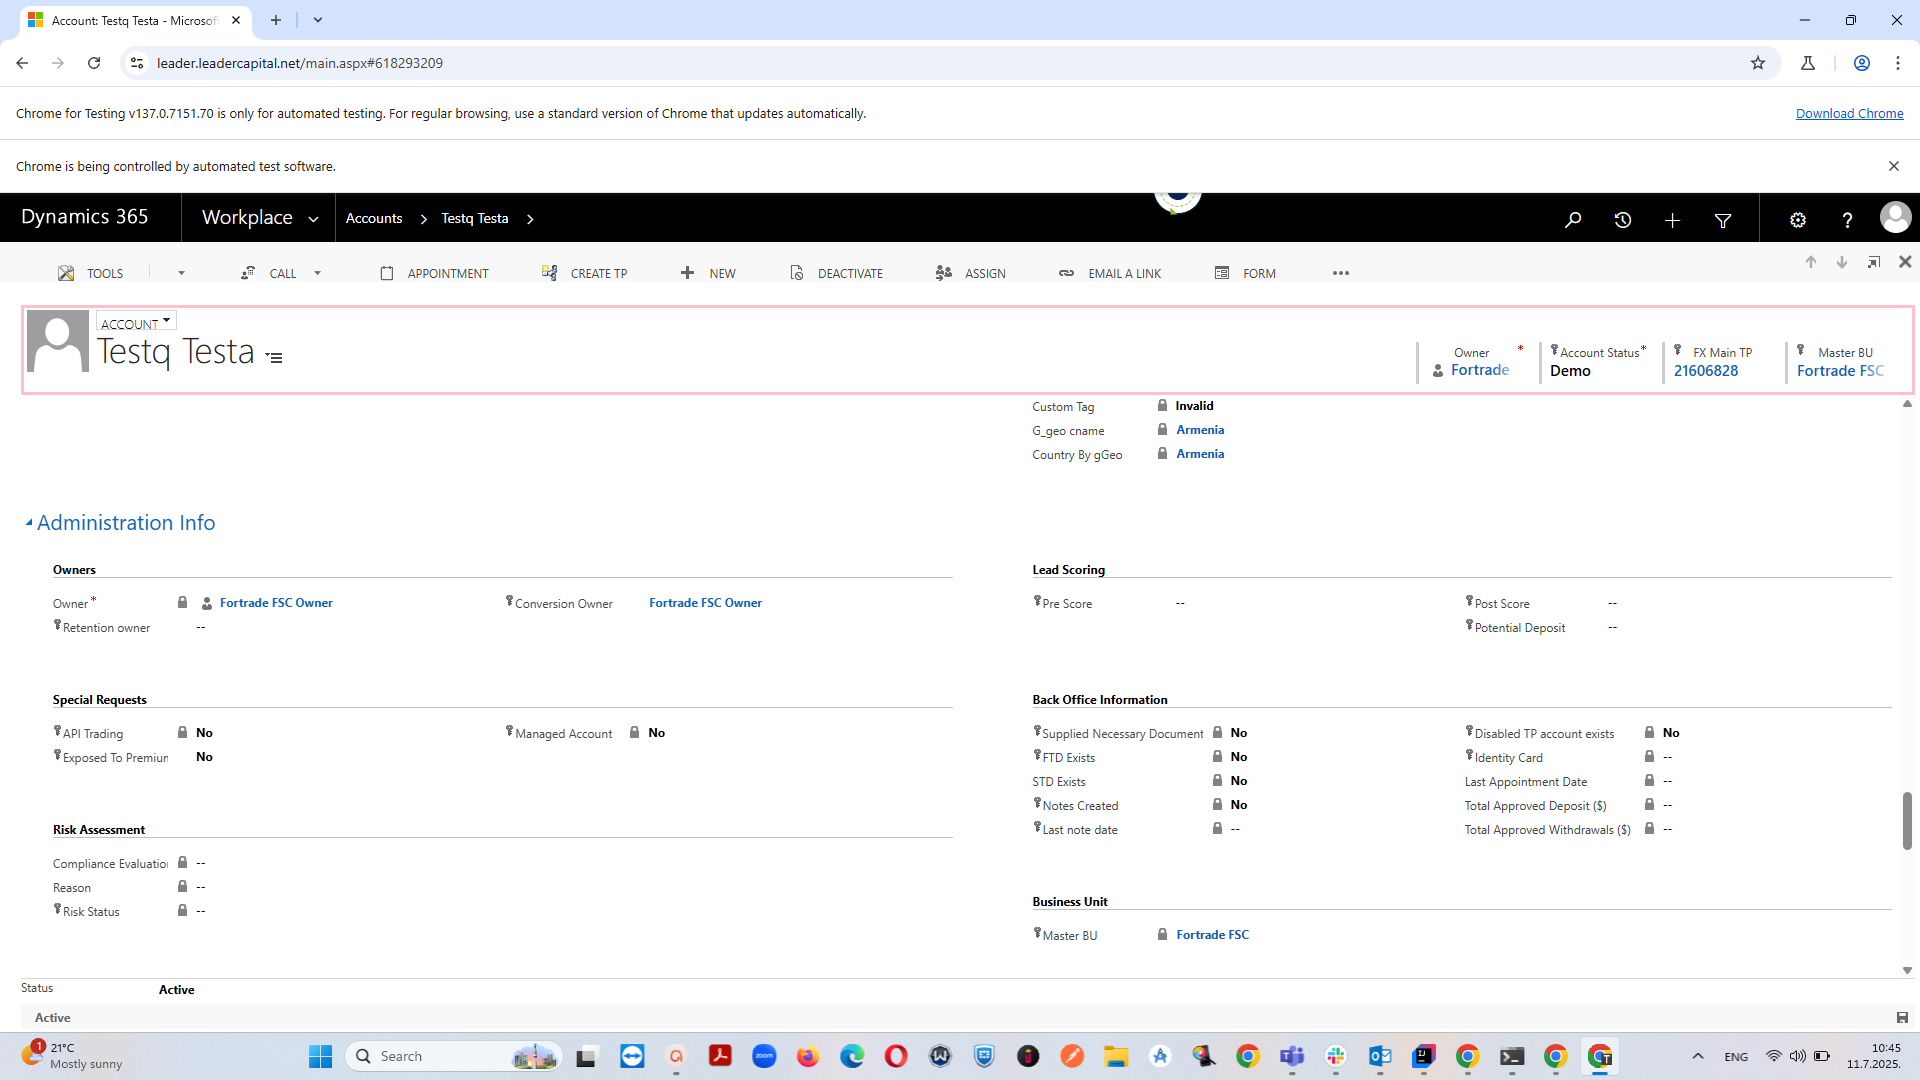 Account: Testq Testa - Microsof
leader.leadercapital.net/main.aspx#618293209
Chrome for Testing v137.0.7151.70 is only for automated testing. For regular browsing, use a standard version of Chrome that updates automatically.
Download Chrome
Chrome is being controlled by automated test software.
Dynamics 365
Workplace
Accounts
Testq Testa
TOOLS
CALL
APPOINTMENT
CREATE TP
NEW
DEACTIVATE
ASSIGN
EMAIL A LINK
FORM
ACCOUNT
Testq Testa
Owner *
Fortrade
Account Status *
Demo
FX Main TP
21606828
Master BU
Fortrade FSC
Custom Tag Invalid
G_geo cname Armenia
Country By gGeo Armenia
Administration Info
Owners
Owner * Fortrade FSC Owner
Conversion Owner Fortrade FSC Owner
Retention owner --
Lead Scoring
Pre Score --
Post Score --
Potential Deposit --
Special Requests
API Trading No
Managed Account No
Exposed To Premiun No
Back Office Information
Supplied Necessary Document No
Disabled TP account exists No
FTD Exists No
Identity Card --
STD Exists No
Last Appointment Date --
Notes Created No
Total Approved Deposit ($) --
Last note date --
Total Approved Withdrawals ($) --
Risk Assessment
Compliance Evaluatio --
Reason --
Risk Status --
Business Unit
Master BU Fortrade FSC
Status Active
Active
1
21°C
Mostly sunny
Search
zoom
ENG
10:45
11.7.2025.